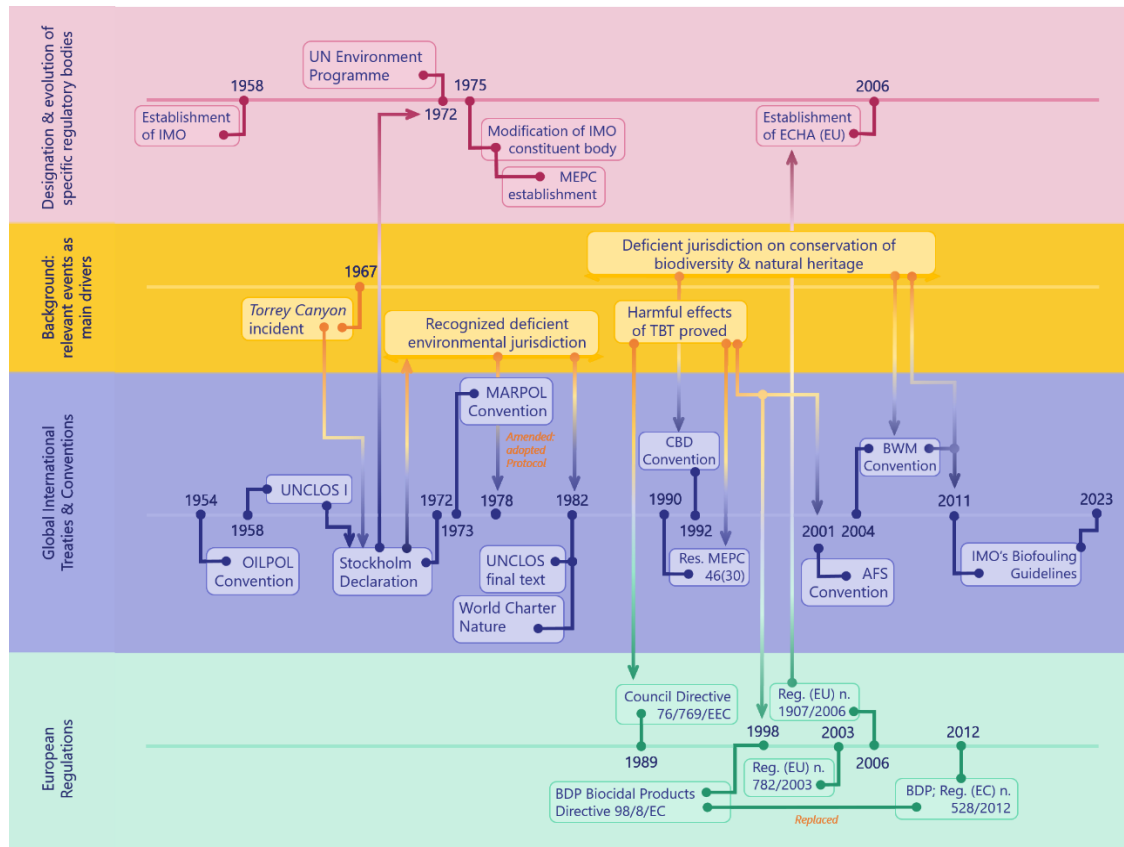 Designation & evolution of
specific regulatory bodies
1958
Establishment
of IMO
UN Environment
Programme
1972
1975
Modification of IMO
constituent body
MEPC
establishment
2006
Establishment
of ECHA (EU)
Background:
relevant events as
main drivers
1967
Torrey Canyon
incident
Recognized deficient
environmental jurisdiction
Deficient jurisdiction on conservation of
biodiversity & natural heritage
Harmful effects
of TBT proved
Global International
Treaties & Conventions
1954
OILPOL
Convention
1958
UNCLOS I
Stockholm
Declaration
1972
1973
MARPOL
Convention
Amended:
adopted
Protocol
1978
1982
UNCLOS
final text
World Charter
Nature
1990
Res. MEPC
46(30)
CBD
Convention
1992
2001
AFS
Convention
2004
BWM
Convention
2011
IMO's Biofouling
Guidelines
2023
European
Regulations
Council Directive
76/769/EEC
1989
1998
BDP Biocidal Products
Directive 98/8/EC
2003
Reg. (EU) n.
782/2003
Reg. (EU) n.
1907/2006
2006
2012
BDP; Reg. (EC) n.
528/2012
Replaced